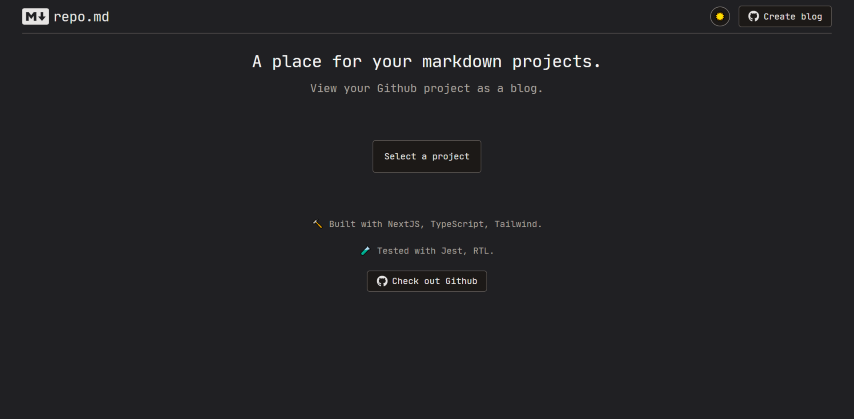 M↓ repo.md
Create blog
A place for your markdown projects.
View your Github project as a blog.
Select a project
Built with NextJS, TypeScript, Tailwind.
Tested with Jest, RTL.
Check out Github